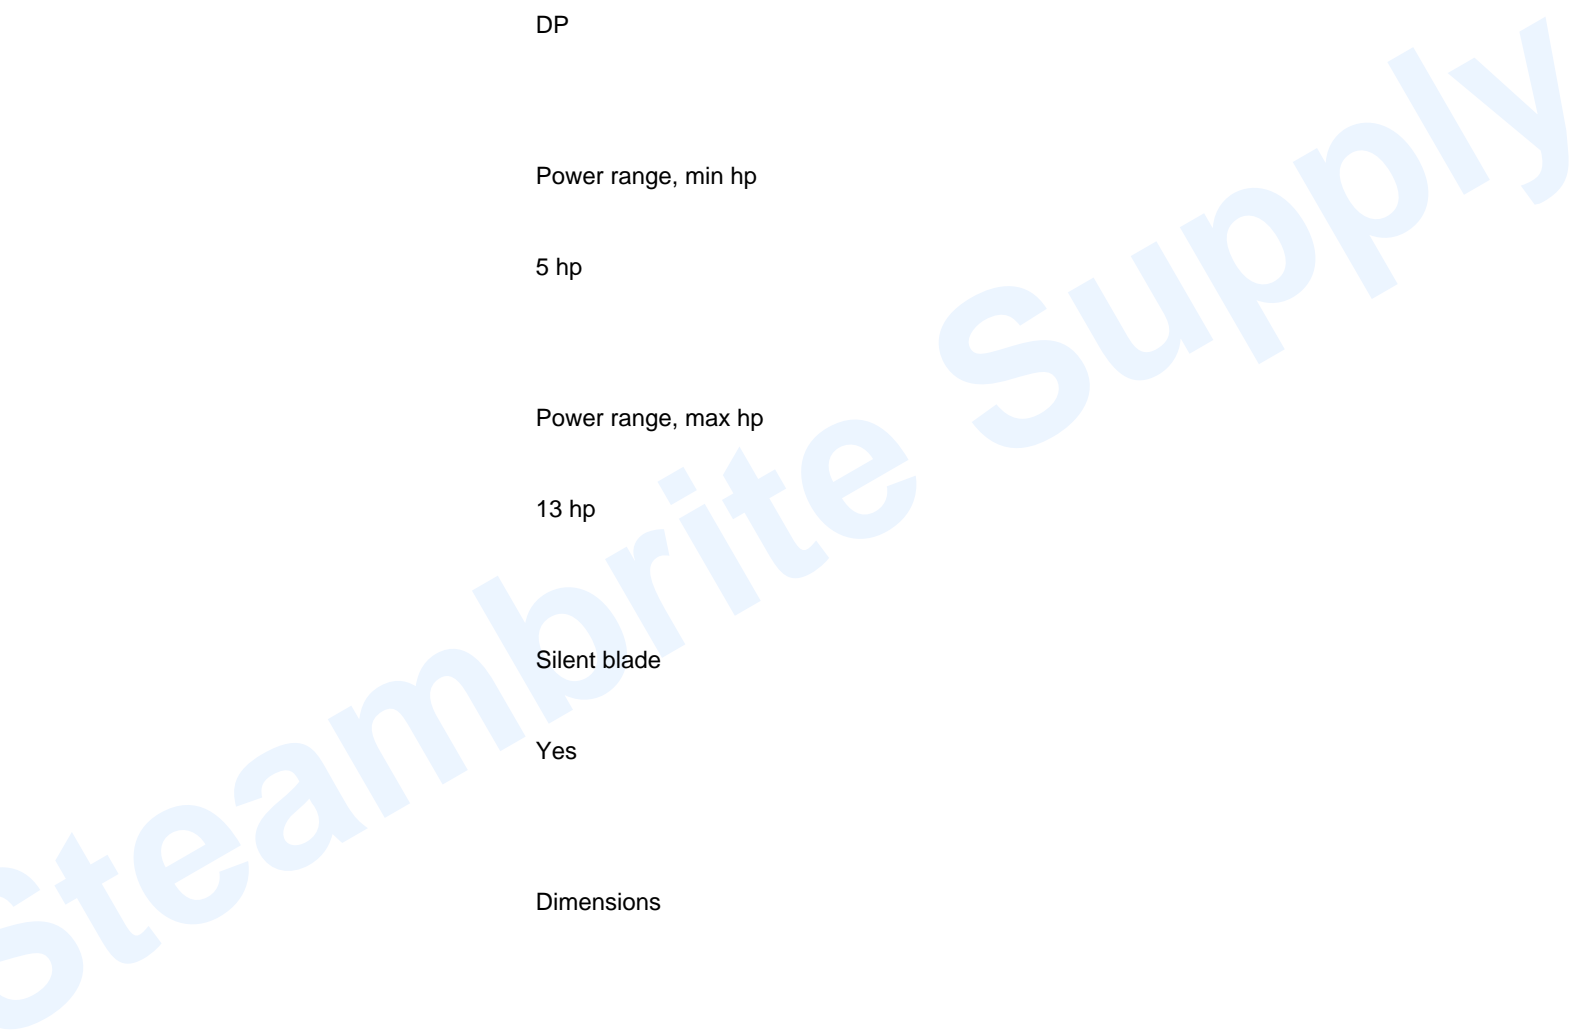 DP
Power range, min hp
5 hp
Power range, max hp
13 hp
Silent blade
Yes
Dimensions
Steambrite Supply